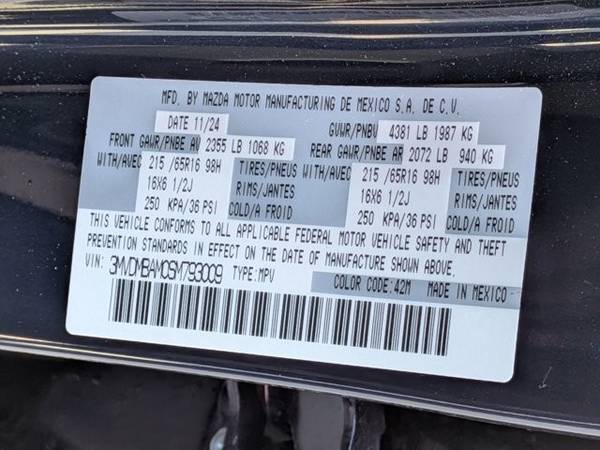 MFD. BY MAZDA MOTOR MANUFACTURING DE MEXICO S.A. DE C.V.
DATE 11/24 GVWR/PNBV 4381 LB 1987 KG
FRONT GAWR/PNBE AV 2355 LB 1068 KG REAR GAWR/PNBE AR 2072 LB 940 KG
WITH/AVEC 215 /65R16 98H TIRES/PNEUS WITH/AVEC 215 /65R16 98H TIRES/PNEUS
16X6 1/2J RIMS/JANTES 16X6 1/2J RIMS/JANTES
250 KPA/36 PSI COLD/A FROID 250 KPA/36 PSI COLD/A FROID
THIS VEHICLE CONFORMS TO ALL APPLICABLE FEDERAL MOTOR VEHICLE SAFETY AND THEFT
PREVENTION STANDARDS IN EFFECT ON THE DATE OF MANUFACTURE SHOWN ABOVE.
VIN: 3MVDMBAM0SM793009 TYPE:MPV COLOR CODE:42M MADE IN MEXICO